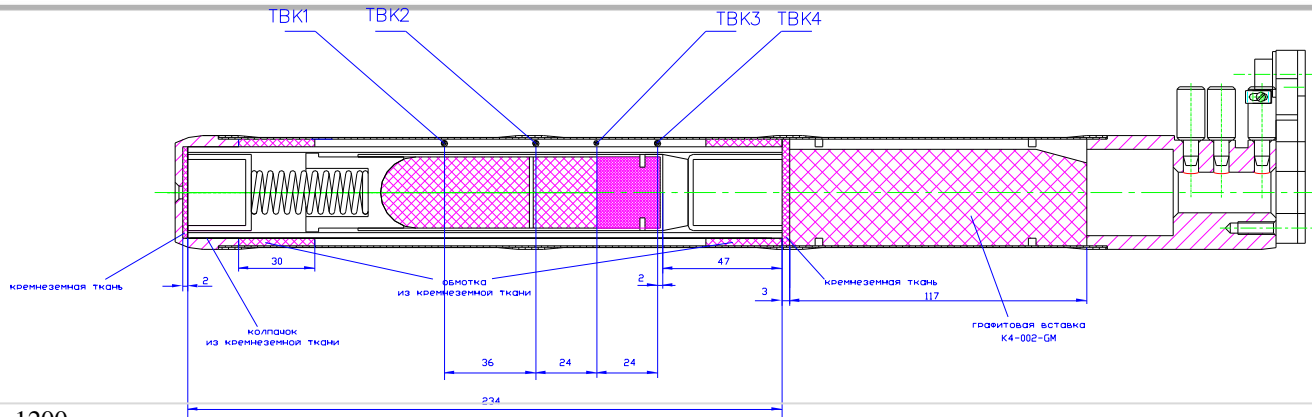 ТВК1
ТВК2
ТВК3
ТВК4
30
2
кремнеземная ткань
обмотка
из кремнеземной ткани
47
2
3
кремнеземная ткань
117
колпачок
из кремнеземной ткани
графитовая вставка
К4-002-GM
36
24
24
234
1200